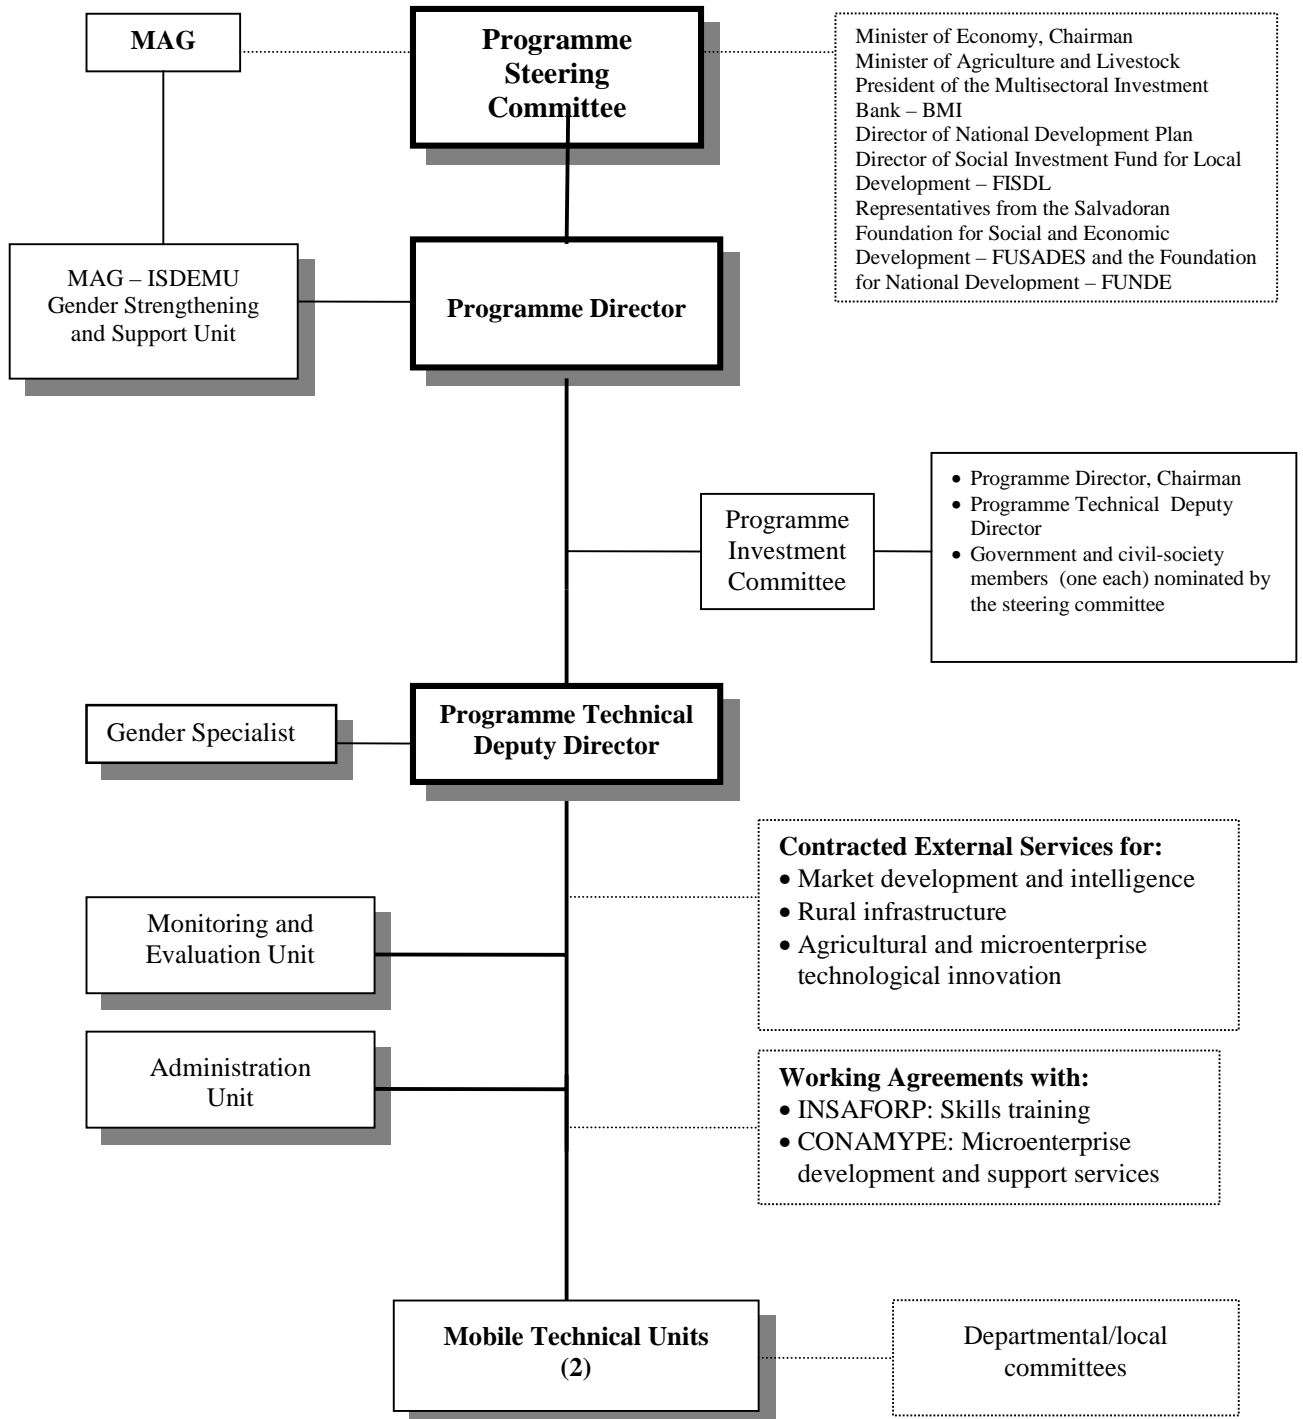 MAG
Programme
Steering
Committee
Minister of Economy, Chairman
Minister of Agriculture and Livestock
President of the Multisectoral Investment
Bank – BMI
Director of National Development Plan
Director of Social Investment Fund for Local
Development – FISDL
Representatives from the Salvadoran
Foundation for Social and Economic
Development – FUSADES and the Foundation
for National Development – FUNDE
MAG – ISDEMU
Gender Strengthening
and Support Unit
Programme Director
Programme
Investment
Committee
• Programme Director, Chairman
• Programme Technical Deputy
Director
• Government and civil-society
members (one each) nominated by
the steering committee
Gender Specialist
Programme Technical
Deputy Director
Contracted External Services for:
• Market development and intelligence
• Rural infrastructure
• Agricultural and microenterprise
technological innovation
Monitoring and
Evaluation Unit
Administration
Unit
Working Agreements with:
• INSAFORP: Skills training
• CONAMYPE: Microenterprise
development and support services
Mobile Technical Units
(2)
Departmental/local
committees